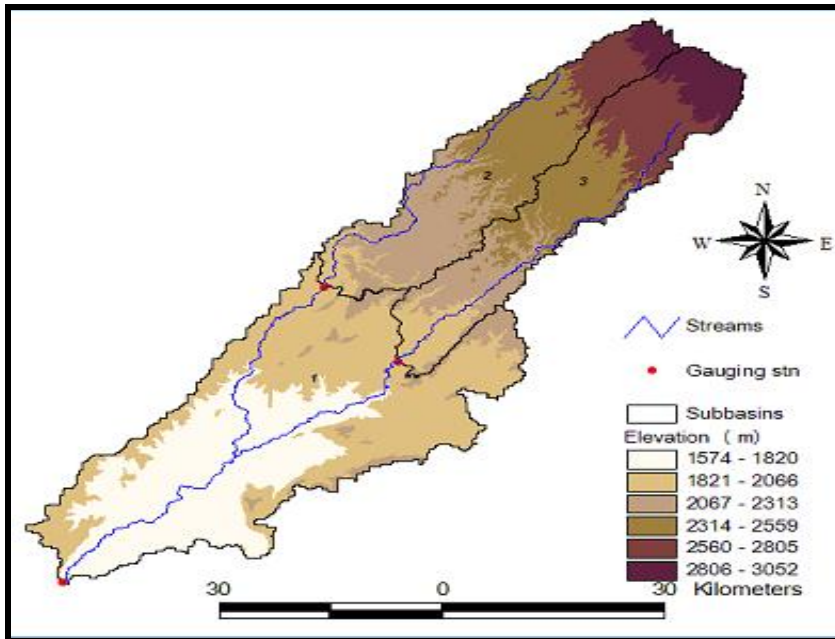 2
3
1
N
W
E
S
Streams
Gauging stn
Subbasins
Elevation ( m)
1574 - 1820
1821 - 2066
2067 - 2313
2314 - 2559
2560 - 2805
2806 - 3052
30 0 30
Kilometers